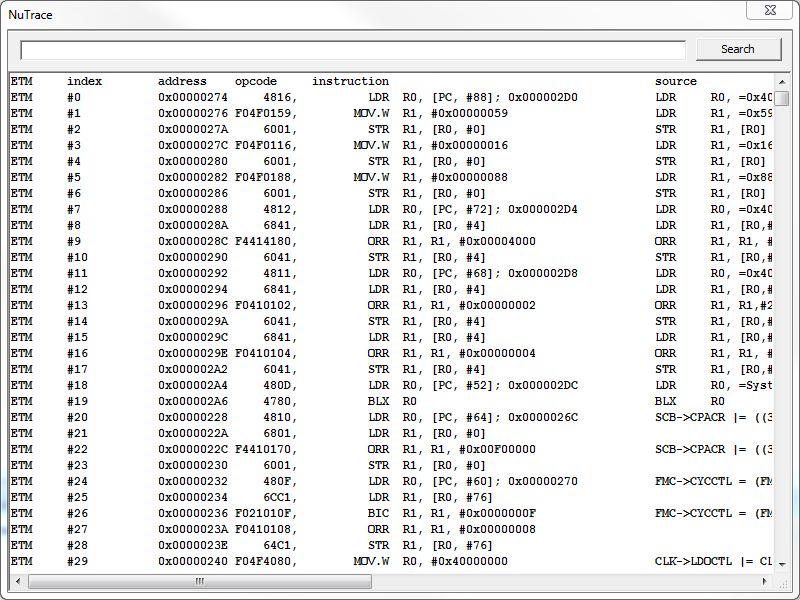 NuTrace
Search
ETM index address opcode instruction source
ETM #0 0x00000274 4816, LDR R0, [PC, #88]; 0x000002D0 LDR R0, =0x40
ETM #1 0x00000276 F04F0159, MOV.W R1, #0x00000059 LDR R1, =0x59
ETM #2 0x0000027A 6001, STR R1, [R0, #0] STR R1, [R0]
ETM #3 0x0000027C F04F0116, MOV.W R1, #0x00000016 LDR R1, =0x16
ETM #4 0x00000280 6001, STR R1, [R0, #0] STR R1, [R0]
ETM #5 0x00000282 F04F0188, MOV.W R1, #0x00000088 LDR R1, =0x88
ETM #6 0x00000286 6001, STR R1, [R0, #0] STR R1, [R0]
ETM #7 0x00000288 4812, LDR R0, [PC, #72]; 0x000002D4 LDR R0, =0x40
ETM #8 0x0000028A 6841, LDR R1, [R0, #4] LDR R1, [R0,#
ETM #9 0x0000028C F4414180, ORR R1, R1, #0x00004000 ORR R1, R1, #
ETM #10 0x00000290 6041, STR R1, [R0, #4] STR R1, [R0,#
ETM #11 0x00000292 4811, LDR R0, [PC, #68]; 0x000002D8 LDR R0, =0x40
ETM #12 0x00000294 6841, LDR R1, [R0, #4] LDR R1, [R0,#
ETM #13 0x00000296 F0410102, ORR R1, R1, #0x00000002 ORR R1, R1,#2
ETM #14 0x0000029A 6041, STR R1, [R0, #4] STR R1, [R0,#
ETM #15 0x0000029C 6841, LDR R1, [R0, #4] LDR R1, [R0,#
ETM #16 0x0000029E F0410104, ORR R1, R1, #0x00000004 ORR R1, R1, #
ETM #17 0x000002A2 6041, STR R1, [R0, #4] STR R1, [R0,#
ETM #18 0x000002A4 480D, LDR R0, [PC, #52]; 0x000002DC LDR R0, =Syst
ETM #19 0x000002A6 4780, BLX R0 BLX R0
ETM #20 0x00000228 4810, LDR R0, [PC, #64]; 0x0000026C SCB->CPACR |= ((3
ETM #21 0x0000022A 6801, LDR R1, [R0, #0]
ETM #22 0x0000022C F4410170, ORR R1, R1, #0x00F00000 SCB->CPACR |= ((3
ETM #23 0x00000230 6001, STR R1, [R0, #0]
ETM #24 0x00000232 480F, LDR R0, [PC, #60]; 0x00000270 FMC->CYCCTL = (FM
ETM #25 0x00000234 6CC1, LDR R1, [R0, #76]
ETM #26 0x00000236 F021010F, BIC R1, R1, #0x0000000F FMC->CYCCTL = (FM
ETM #27 0x0000023A F0410108, ORR R1, R1, #0x00000008
ETM #28 0x0000023E 64C1, STR R1, [R0, #76]
ETM #29 0x00000240 F04F4080, MOV.W R0, #0x40000000 CLK->LDOCTL |= CL